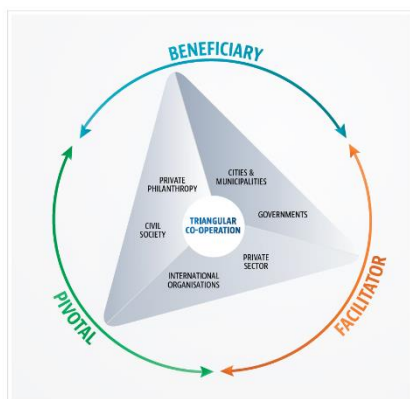 BENEFICIARY
PRIVATE
PHILANTHROPY
CITIES &
MUNICIPALITIES
CIVIL
SOCIETY
TRIANGULAR
CO-OPERATION
GOVERNMENTS
PRIVATE
SECTOR
INTERNATIONAL
ORGANISATIONS
PIVOTAL
FACILITATOR